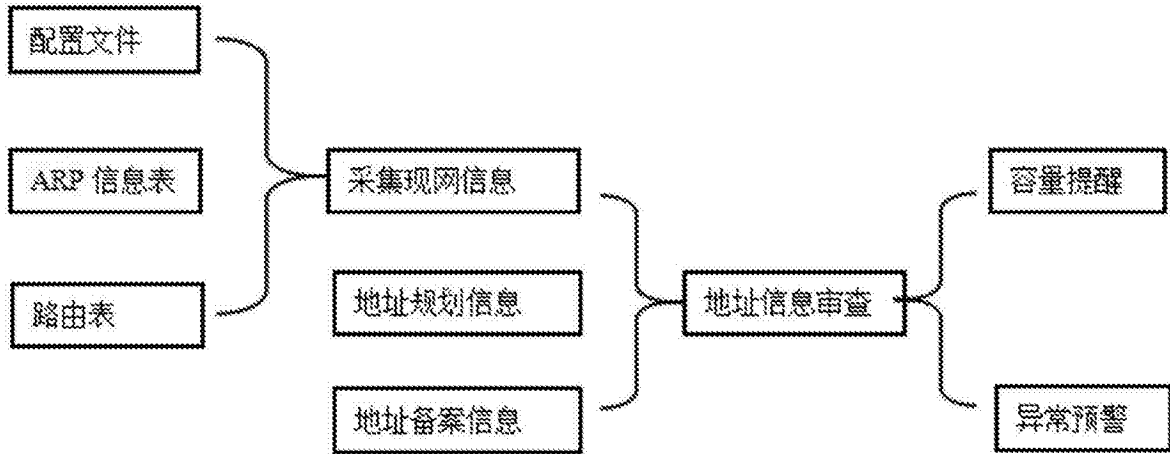 配置文件
ARP 信息表
路由表
采集现网信息
地址规划信息
地址备案信息
地址信息审查
容量提醒
异常预警